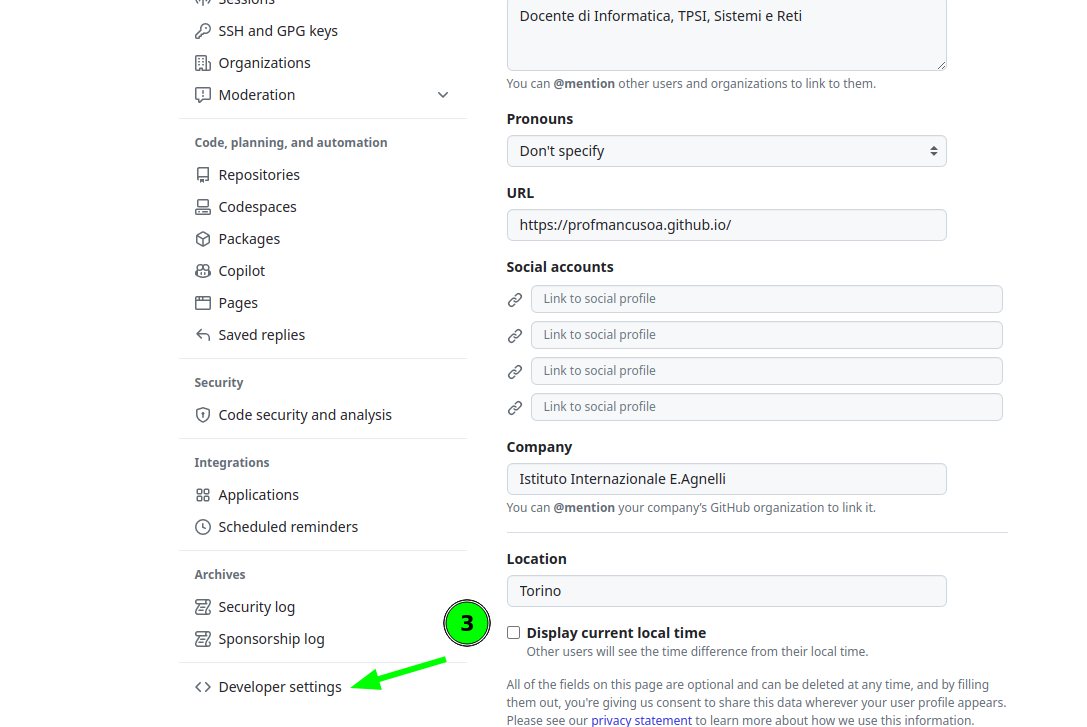 Sessions
SSH and GPG keys
Organizations
Moderation
Code, planning, and automation
Repositories
Codespaces
Packages
Copilot
Pages
Saved replies
Security
Code security and analysis
Integrations
Applications
Scheduled reminders
Archives
Security log
Sponsorship log
Developer settings
3
Docente di Informatica, TPSI, Sistemi e Reti
You can @mention other users and organizations to link to them.
Pronouns
Don't specify
URL
https://profmancusoa.github.io/
Social accounts
Link to social profile
Link to social profile
Link to social profile
Link to social profile
Company
Istituto Internazionale E.Agnelli
You can @mention your company's GitHub organization to link it.
Location
Torino
Display current local time
Other users will see the time difference from their local time.
All of the fields on this page are optional and can be deleted at any time, and by filling
them out, you're giving us consent to share this data wherever your user profile appears.
Please see our privacy statement to learn more about how we use this information.